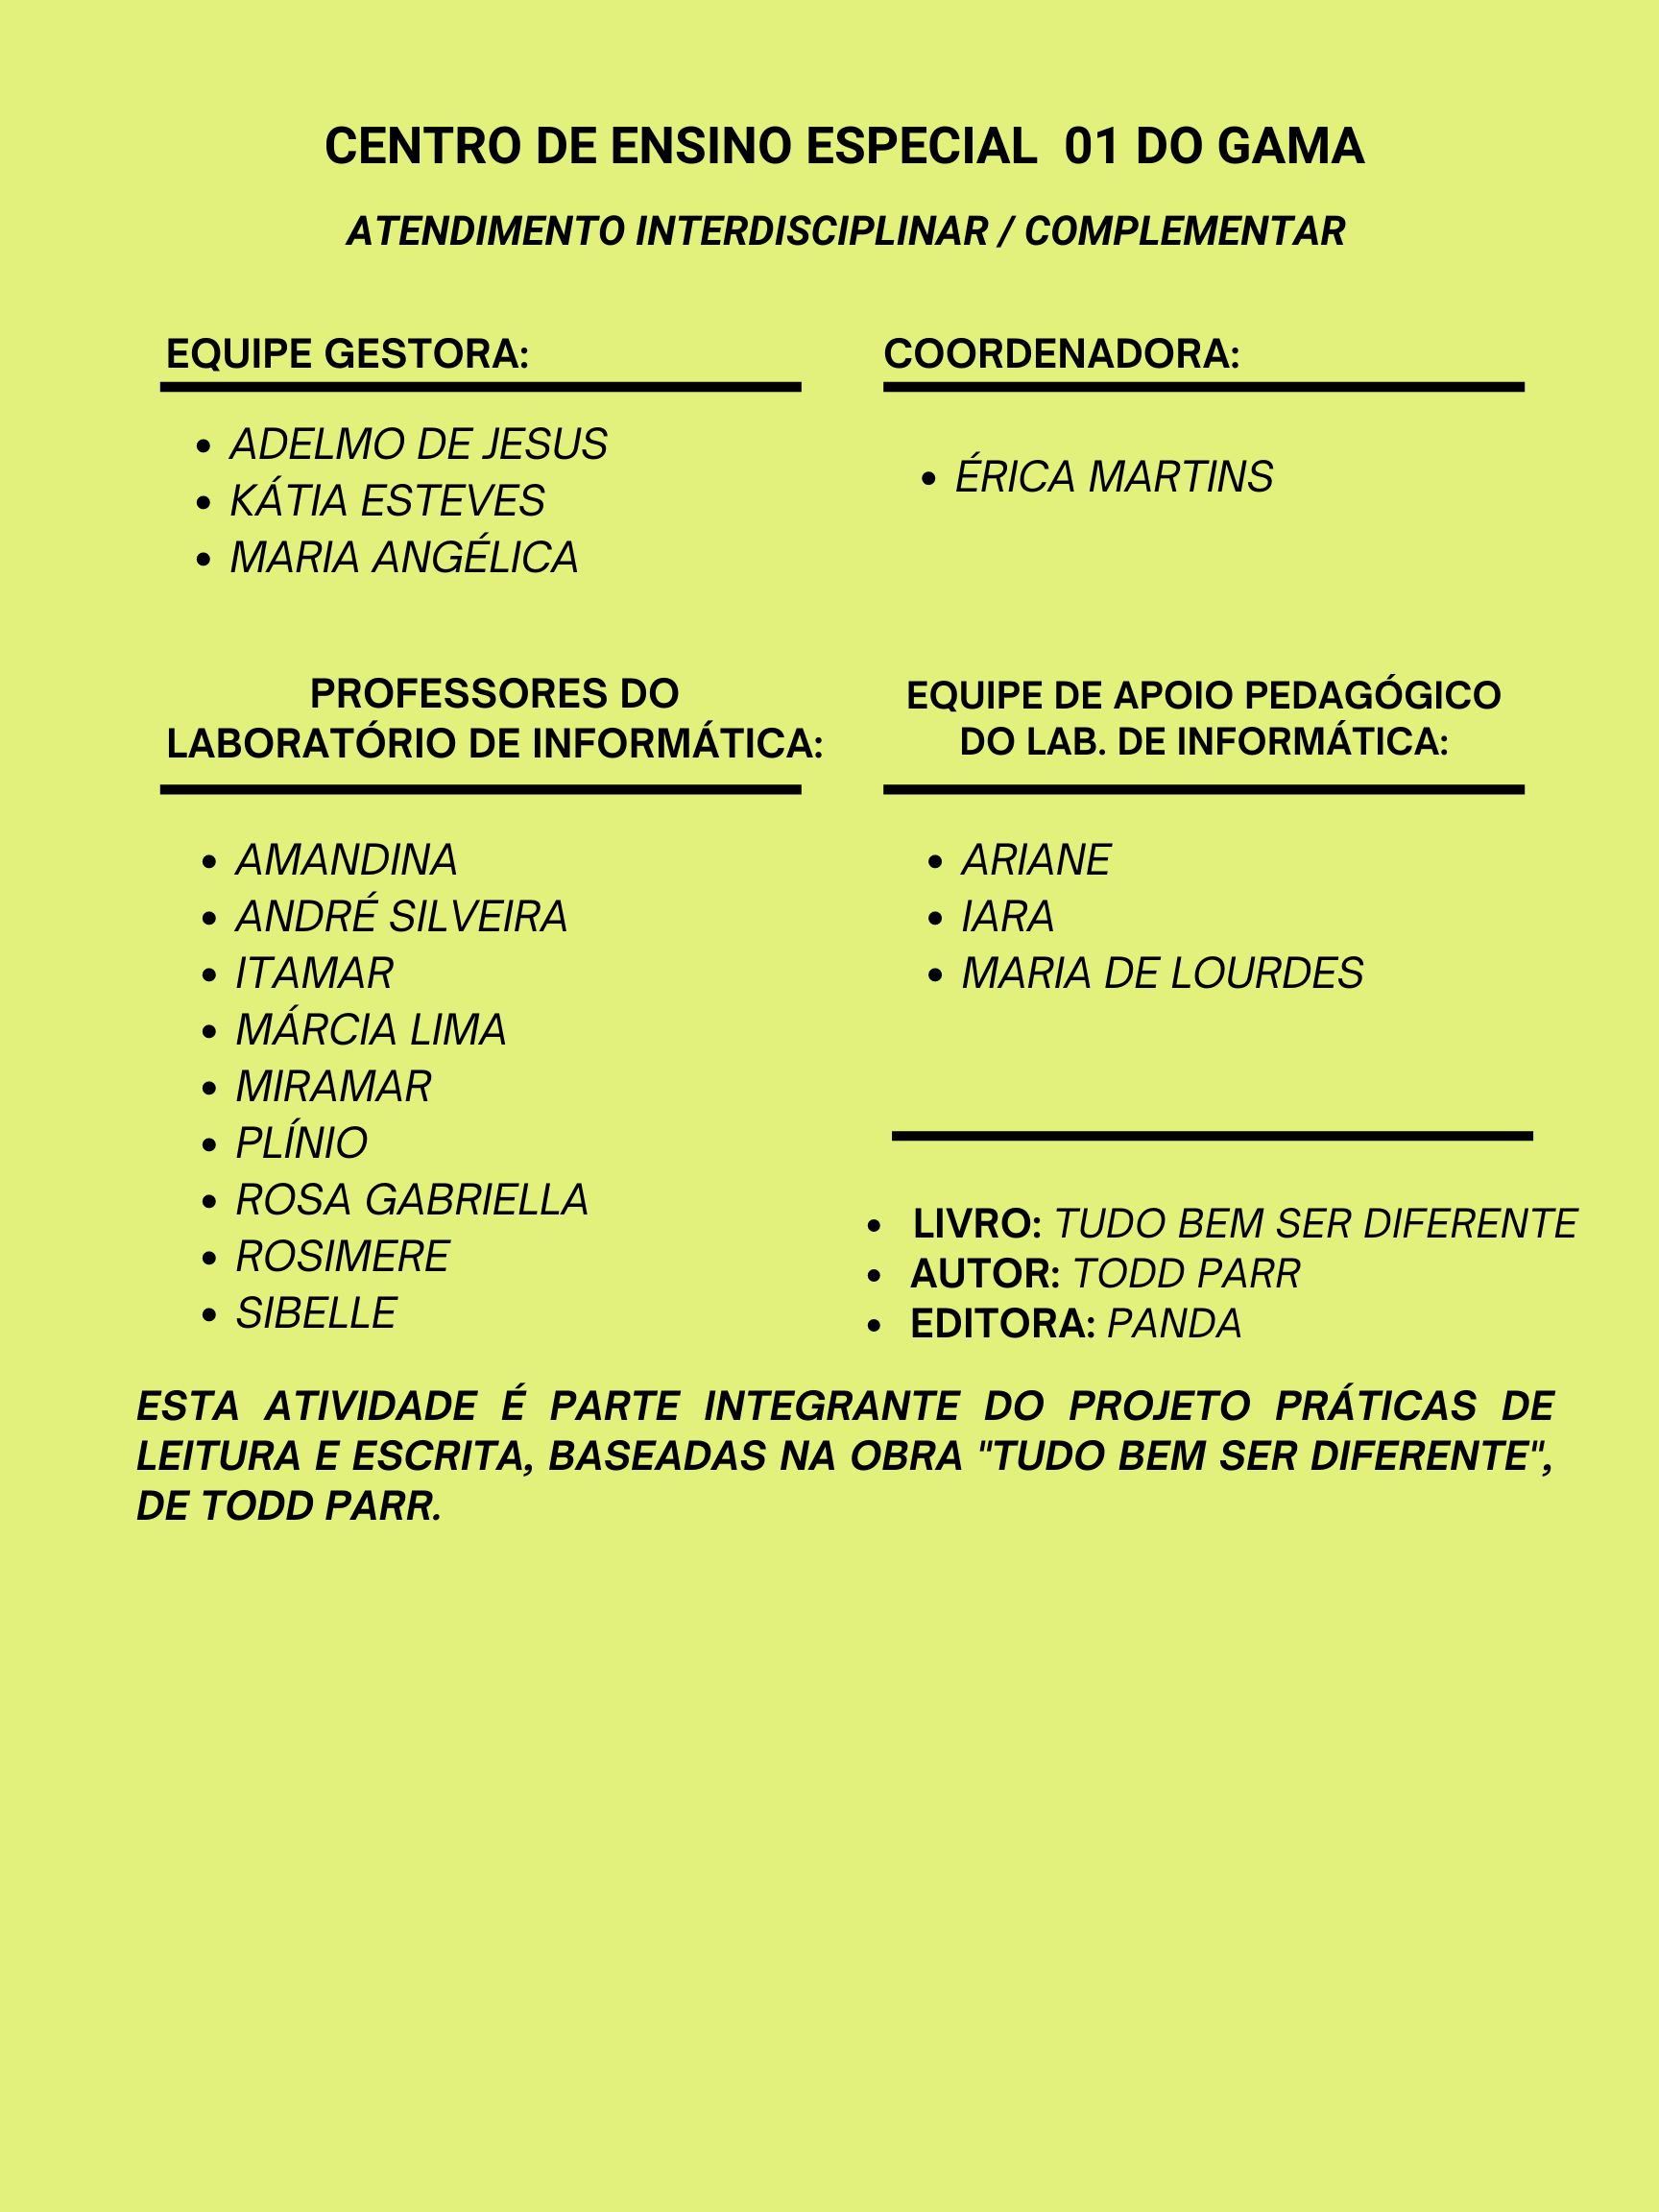 CENTRO DE ENSINO ESPECIAL 01 DO GAMA
ATENDIMENTO INTERDISCIPLINAR / COMPLEMENTAR
EQUIPE GESTORA:
• ADELMO DE JESUS
• KÁTIA ESTEVES
• MARIA ANGÉLICA
COORDENADORA:
• ÉRICA MARTINS
PROFESSORES DO
LABORATÓRIO DE INFORMÁTICA:
• AMANDINA
• ANDRÉ SILVEIRA
• ITAMAR
• MÁRCIA LIMA
• MIRAMAR
• PLÍNIO
• ROSA GABRIELLA
• ROSIMERE
• SIBELLE
EQUIPE DE APOIO PEDAGÓGICO
DO LAB. DE INFORMÁTICA:
• ARIANE
• IARA
• MARIA DE LOURDES
• LIVRO: TUDO BEM SER DIFERENTE
• AUTOR: TODD PARR
• EDITORA: PANDA
ESTA ATIVIDADE É PARTE INTEGRANTE DO PROJETO PRÁTICAS DE
LEITURA E ESCRITA, BASEADAS NA OBRA "TUDO BEM SER DIFERENTE",
DE TODD PARR.